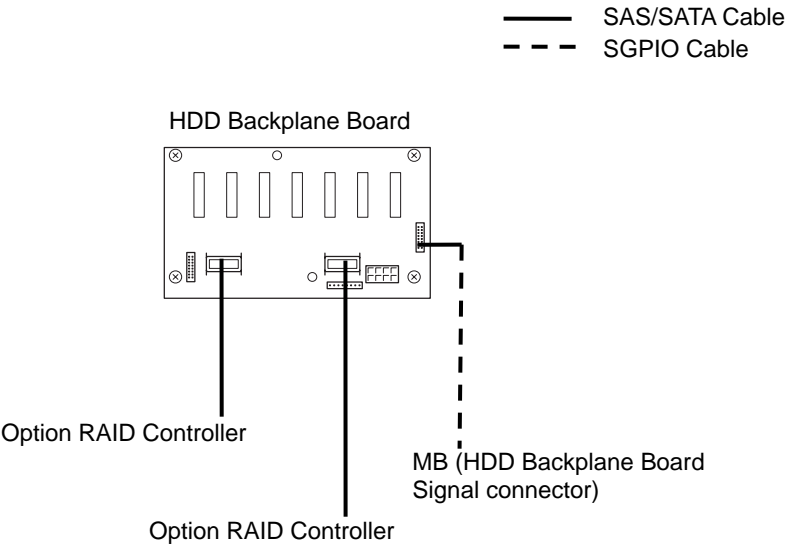 SAS/SATA Cable
SGPIO Cable
HDD Backplane Board
Option RAID Controller
MB (HDD Backplane Board
Signal connector)
Option RAID Controller